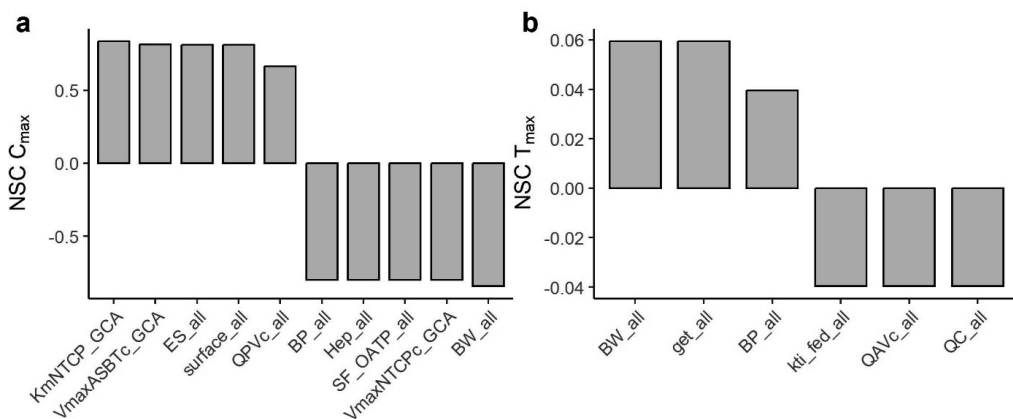 a
NSC Cmax
0.5
0.0
-0.5
KmNTCP_GCA
VmaxASBTc_GCA
ES_all
surface_all
QPVc_all
BP_all
Hep_all
SF_OATP_all
VmaxNTCPc_GCA
BW_all
b
NSC Tmax
0.06
0.04
0.02
0.00
-0.02
-0.04
BW_all
get_all
BP_all
kti_fed_all
QAVc_all
QC_all